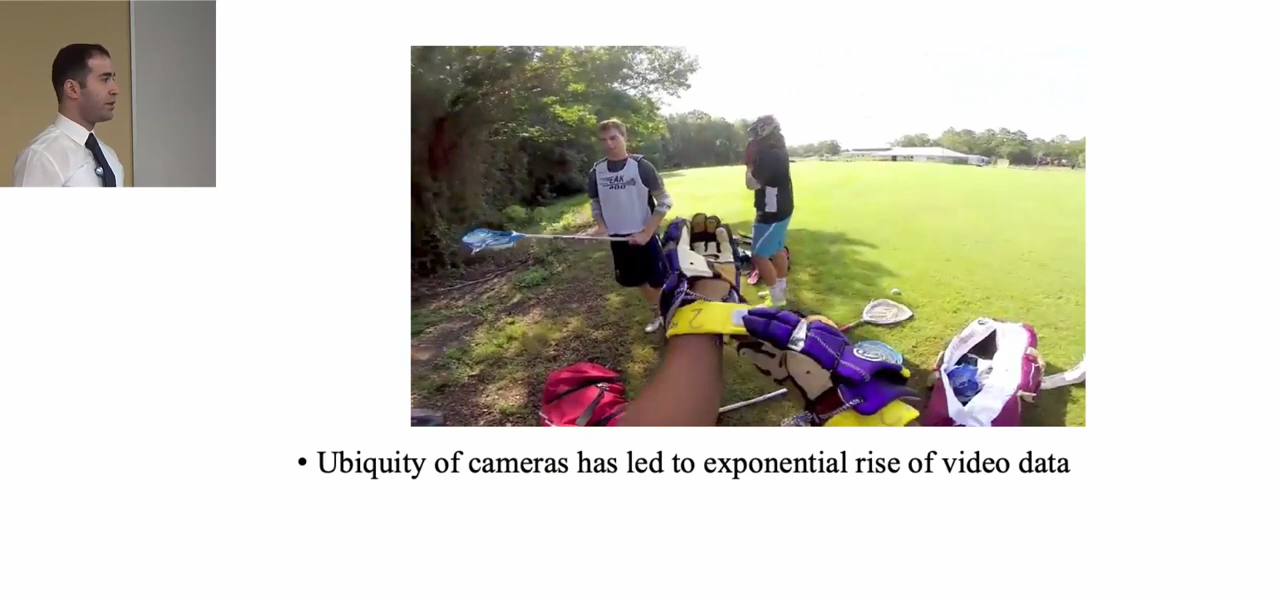 • Ubiquity of cameras has led to exponential rise of video data